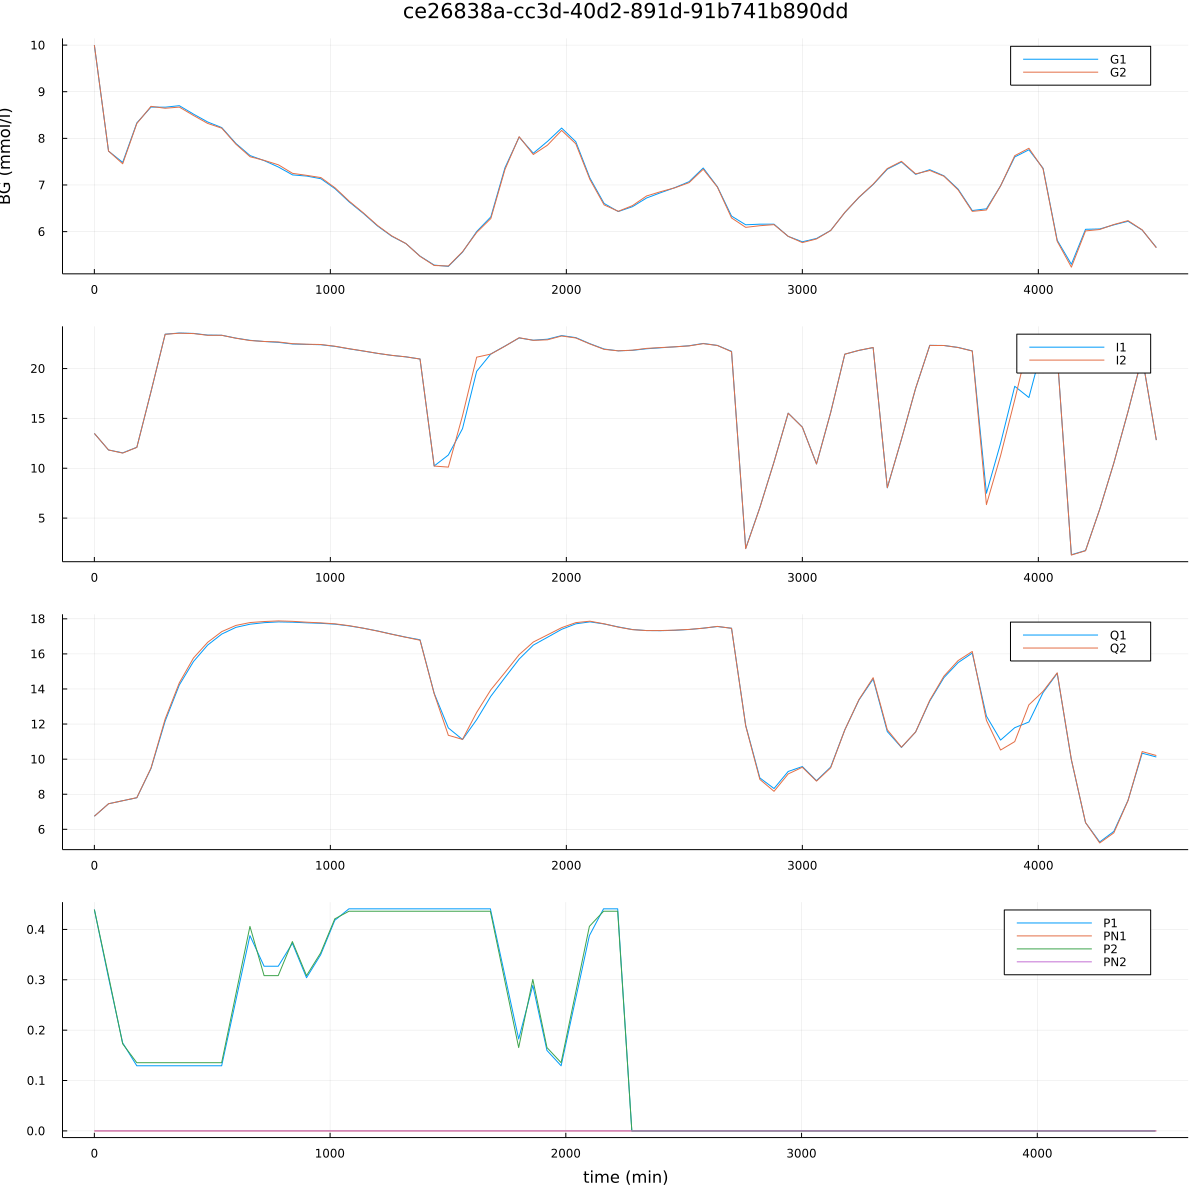 ce26838a-cc3d-40d2-891d-91b741b890dd
BG (mmol/l)
10
9
8
7
6
0 1000 2000 3000 4000
G1
G2
20
15
10
5
0 1000 2000 3000 4000
I1
I2
18
16
14
12
10
8
6
0 1000 2000 3000 4000
Q1
Q2
0.4
0.3
0.2
0.1
0.0
0 1000 2000 3000 4000
P1
PN1
P2
PN2
time (min)